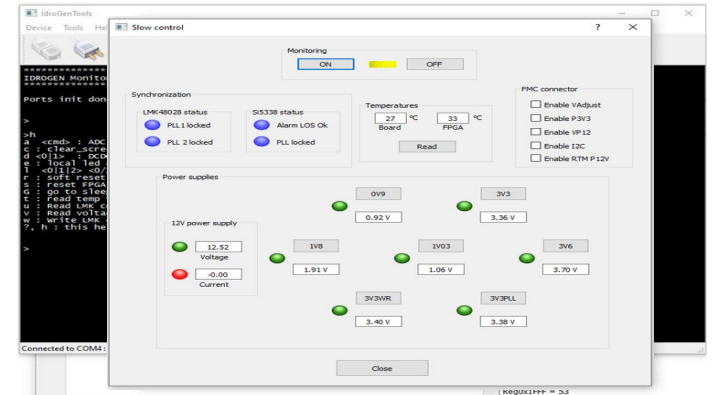 IdroGenTools
Device Tools He
Slow control
? ×
Monitoring
ON OFF
Synchronization
LMK48028 status
PLL 1 locked
PLL 2 locked
Si5338 status
Alarm LOS Ok
PLL locked
Temperatures
27 °C 33 °C
Board FPGA
Read
FMC connector
Enable VAdjust
Enable P3V3
Enable VP12
Enable I2C
Enable RTM P12V
Power supplies
12V power supply
12.52
Voltage
-0.00
Current
0V9 3V3
0.92 V 3.36 V
1V8 1V03 3V6
1.91 V 1.06 V 3.70 V
3V3WR 3V3PLL
3.40 V 3.38 V
Close
********************
IDROGEN Monito
********************
Ports init don
>
>h
a <cmd> : ADC
c : clear_scre
d <0|1> : DCDC
e : local led
l <0|1|2> <0/
r : soft reset
s : reset FPGA
G : go to slee
t : read temp
u : Read LMK c
v : Read volta
w : Write LMK
?, h : this he
>
Connected to COM4:
Reg0x1FFF = 53